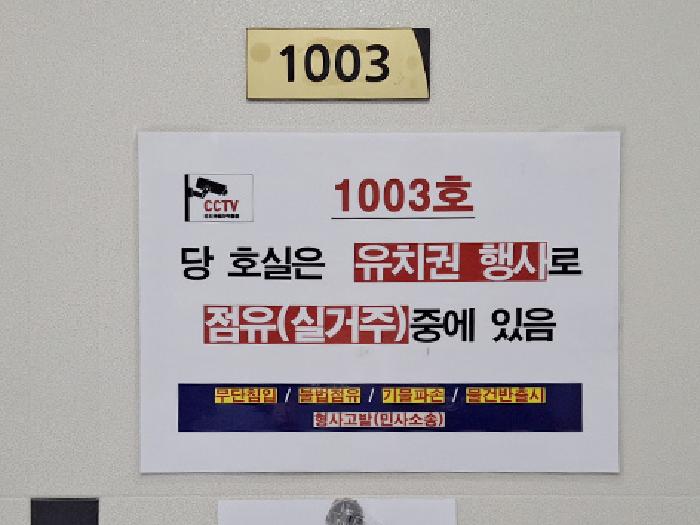 1003
CCTV
1003호
당 호실은 유치권 행사로
점유(실거주)중에 있음
무단침입 / 불법점유 / 기물파손 / 물건반출시
형사고발(민사소송)